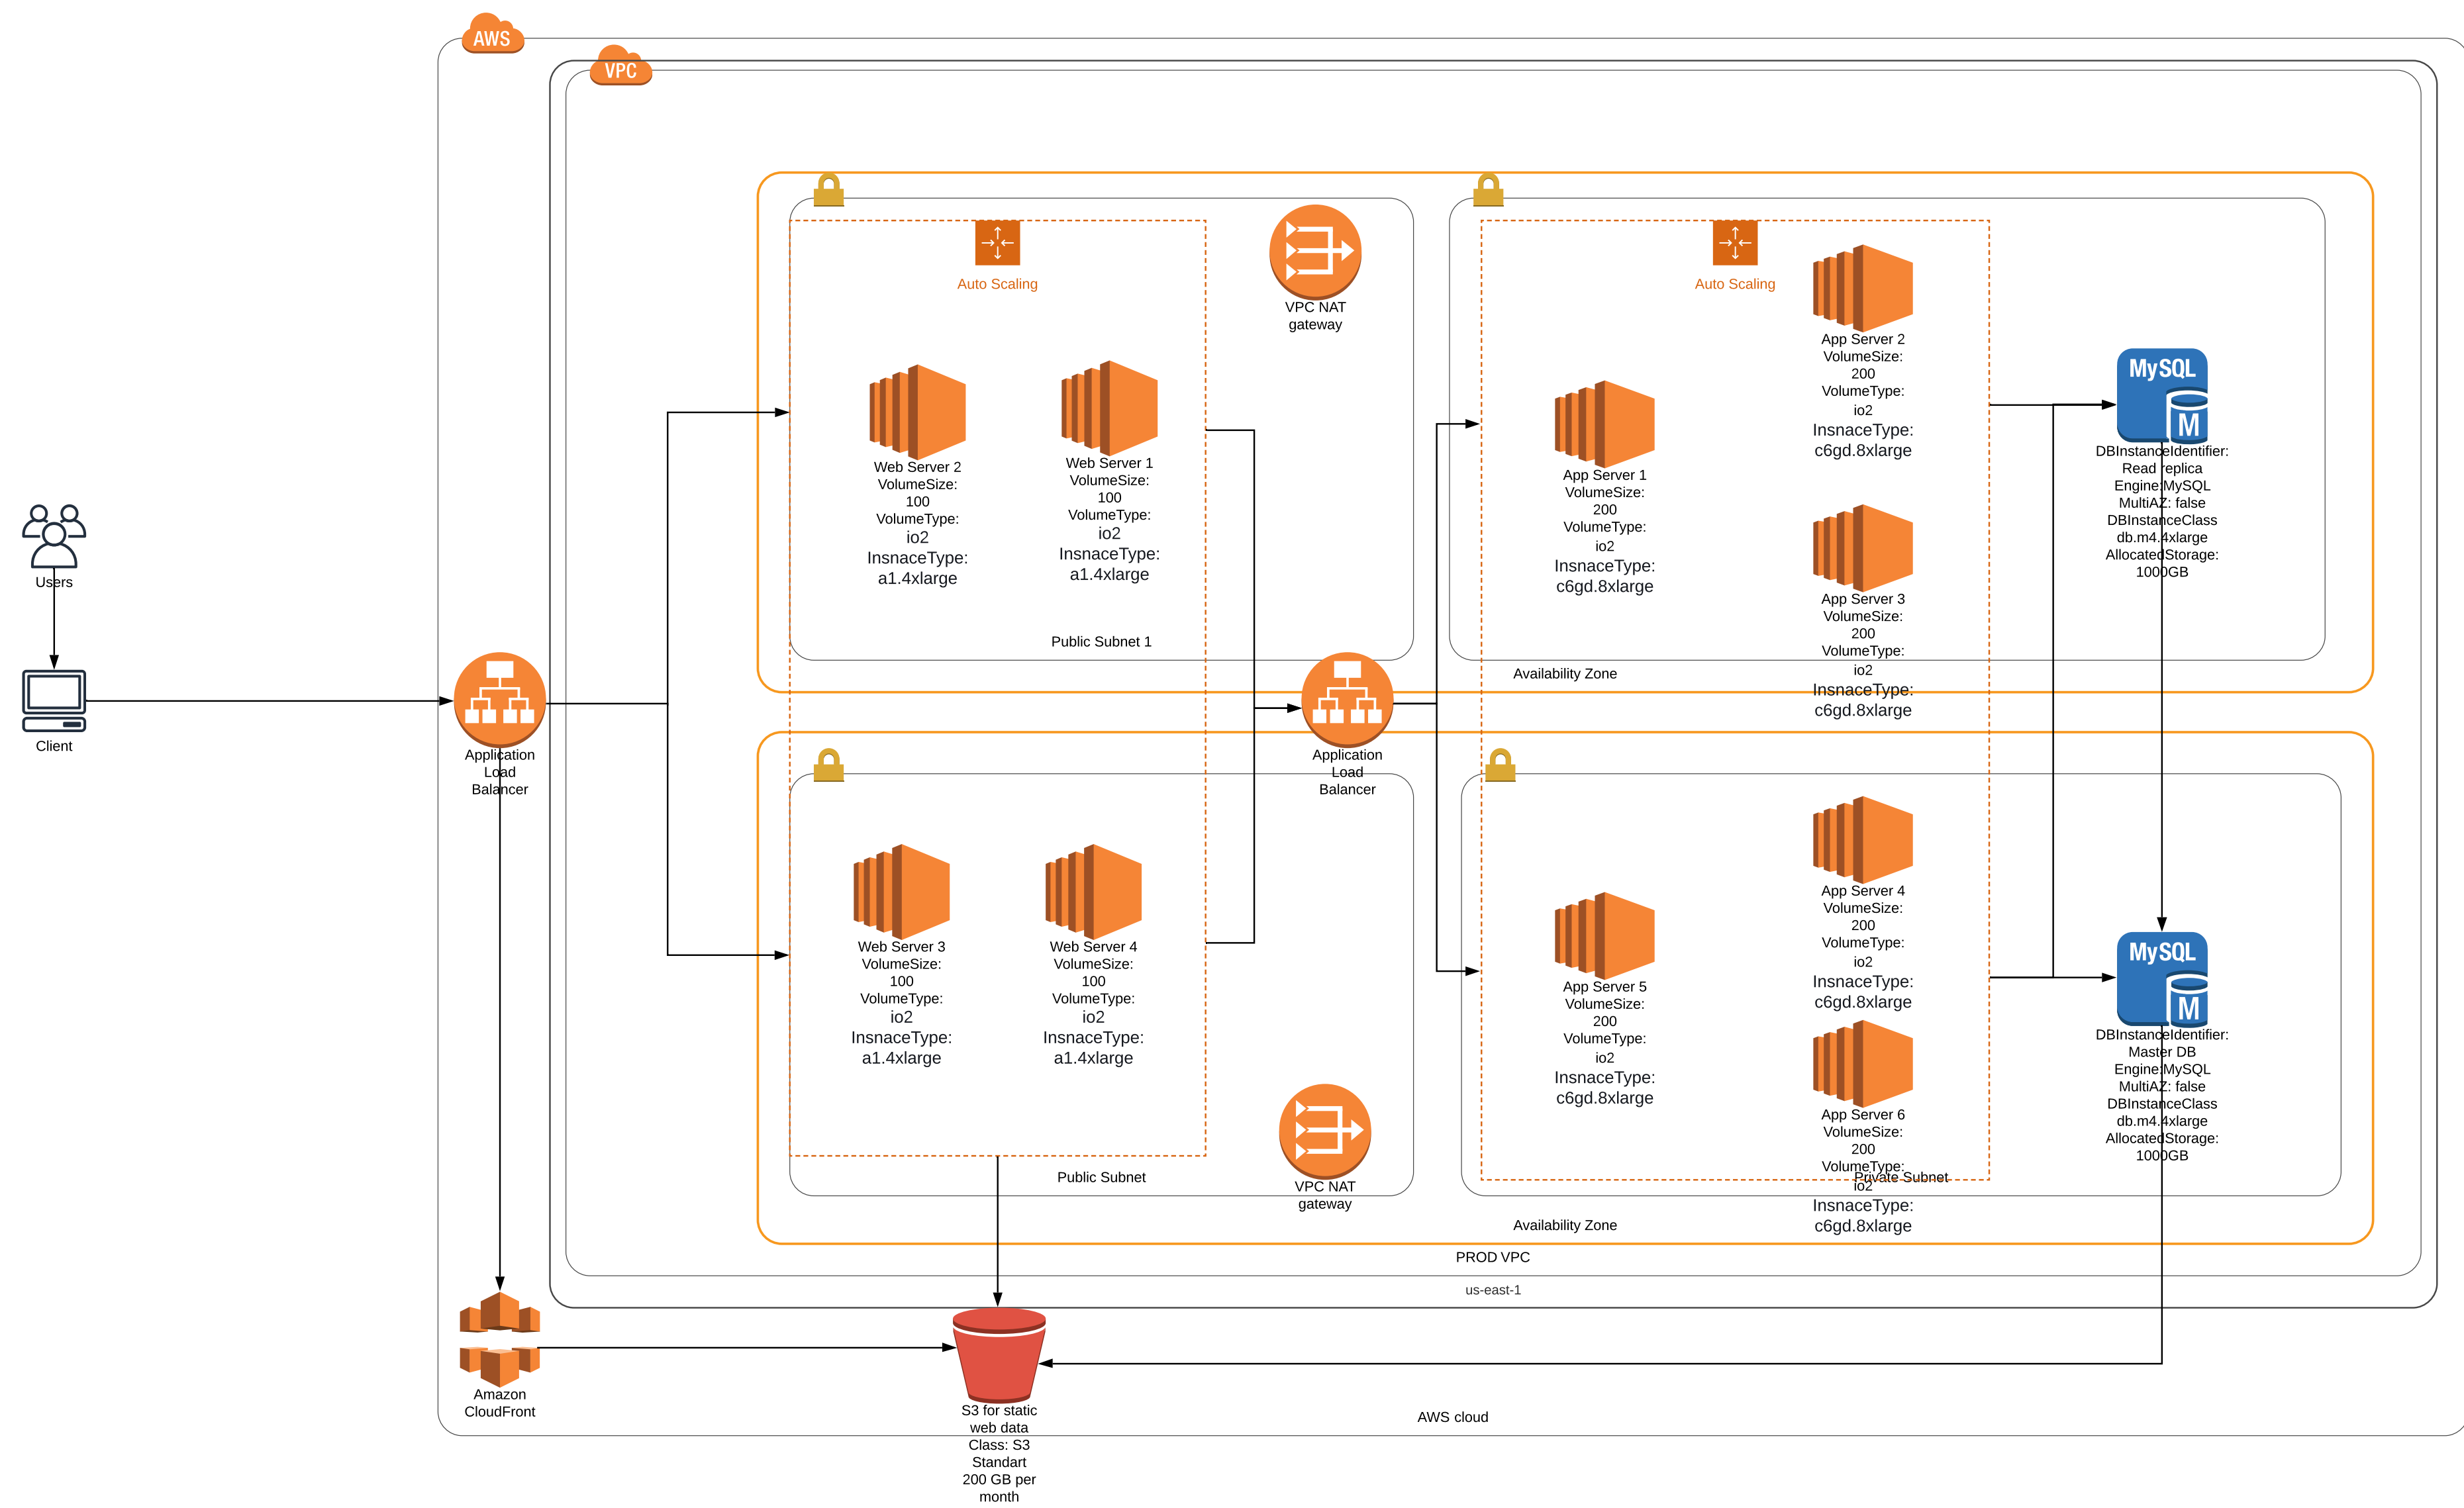 AWS
VPC
Auto Scaling
VPC NAT
gateway
Web Server 2
VolumeSize:
100
VolumeType:
io2
InsnaceType:
a1.4xlarge
Web Server 1
VolumeSize:
100
VolumeType:
io2
InsnaceType:
a1.4xlarge
Public Subnet 1
Auto Scaling
App Server 2
VolumeSize:
200
VolumeType:
io2
InsnaceType:
c6gd.8xlarge
App Server 1
VolumeSize:
200
VolumeType:
io2
InsnaceType:
c6gd.8xlarge
App Server 3
VolumeSize:
200
VolumeType:
io2
InsnaceType:
c6gd.8xlarge
MySQL
M
DBInstanceIdentifier:
Read replica
Engine:MySQL
MultiAZ: false
DBInstanceClass
db.m4.4xlarge
AllocatedStorage:
1000GB
Availability Zone
Users
Client
Application
Load
Balancer
Application
Load
Balancer
Web Server 3
VolumeSize:
100
VolumeType:
io2
InsnaceType:
a1.4xlarge
Web Server 4
VolumeSize:
100
VolumeType:
io2
InsnaceType:
a1.4xlarge
Public Subnet
VPC NAT
gateway
App Server 4
VolumeSize:
200
VolumeType:
io2
InsnaceType:
c6gd.8xlarge
App Server 5
VolumeSize:
200
VolumeType:
io2
InsnaceType:
c6gd.8xlarge
App Server 6
VolumeSize:
200
VolumeType:
io2
InsnaceType:
c6gd.8xlarge
Private Subnet
MySQL
M
DBInstanceIdentifier:
Master DB
Engine:MySQL
MultiAZ: false
DBInstanceClass
db.m4.4xlarge
AllocatedStorage:
1000GB
Availability Zone
PROD VPC
us-east-1
Amazon
CloudFront
S3 for static
web data
Class: S3
Standart
200 GB per
month
AWS cloud